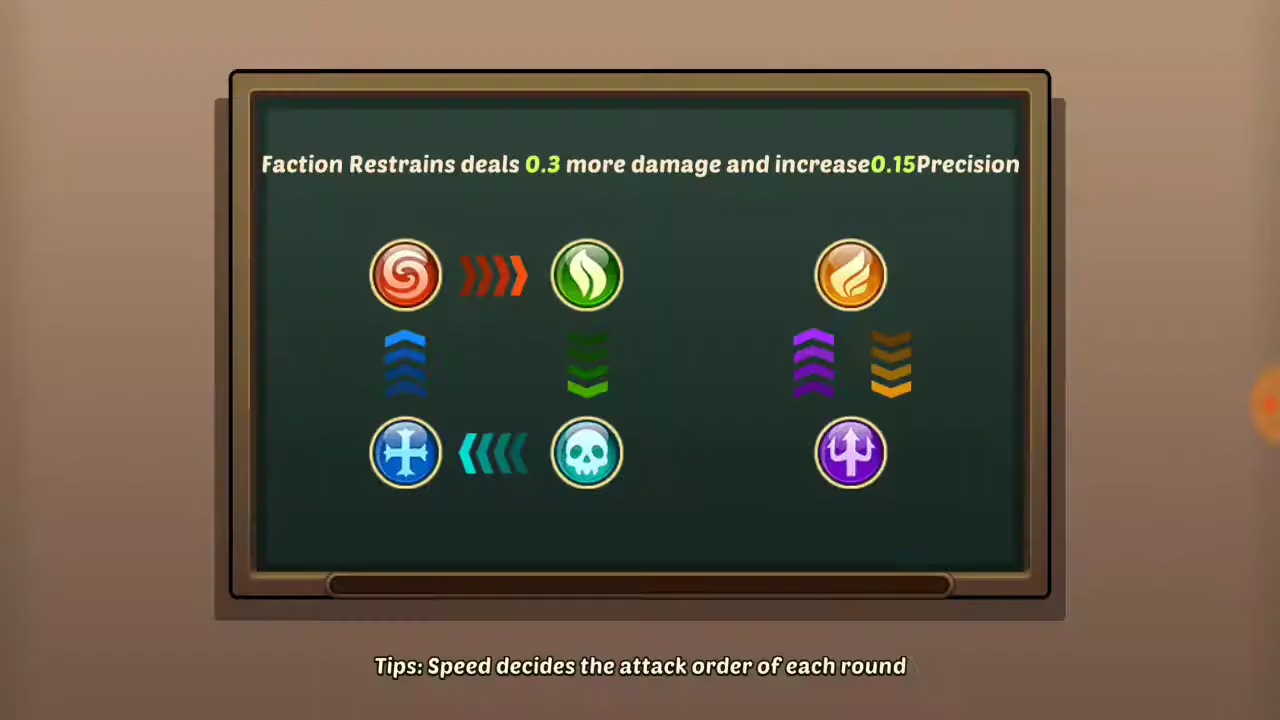 Faction Restrains deals 0.3 more damage and increase0.15Precision
Tips: Speed decides the attack order of each round